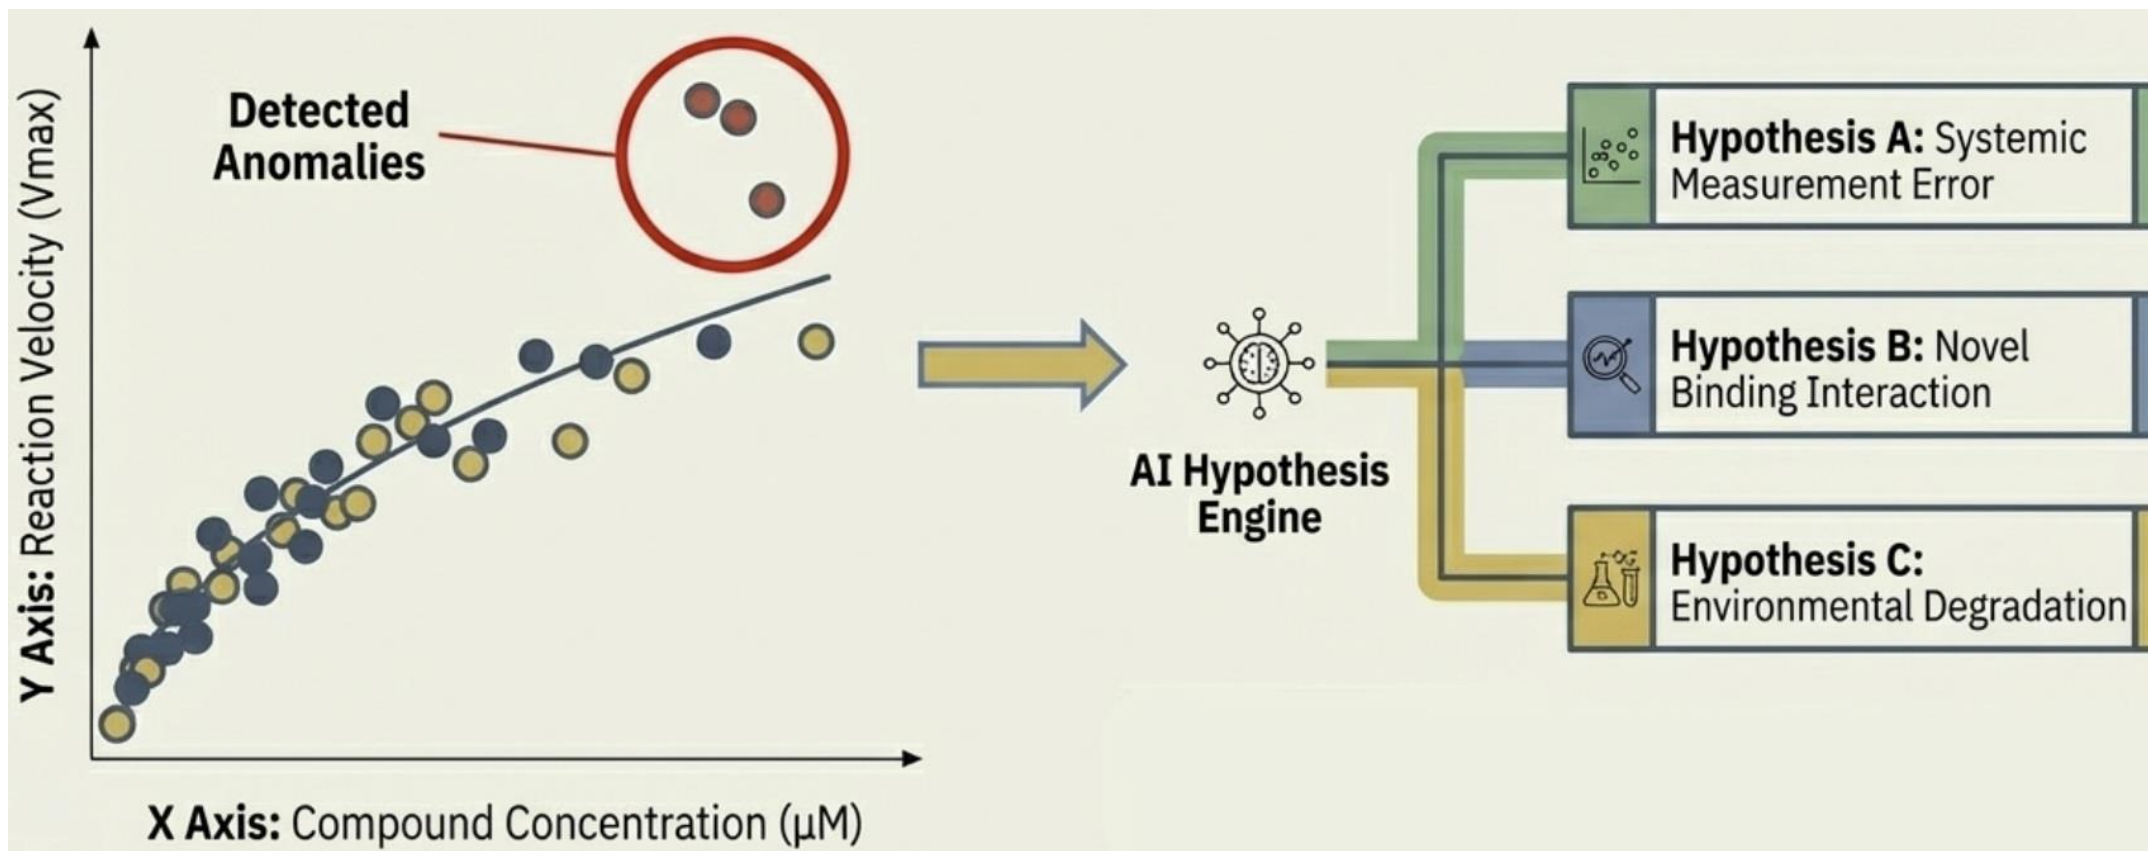 Y Axis: Reaction Velocity (Vmax)
Detected
Anomalies
X Axis: Compound Concentration (μM)
AI Hypothesis
Engine
Hypothesis A: Systemic
Measurement Error
Hypothesis B: Novel
Binding Interaction
Hypothesis C:
Environmental Degradation